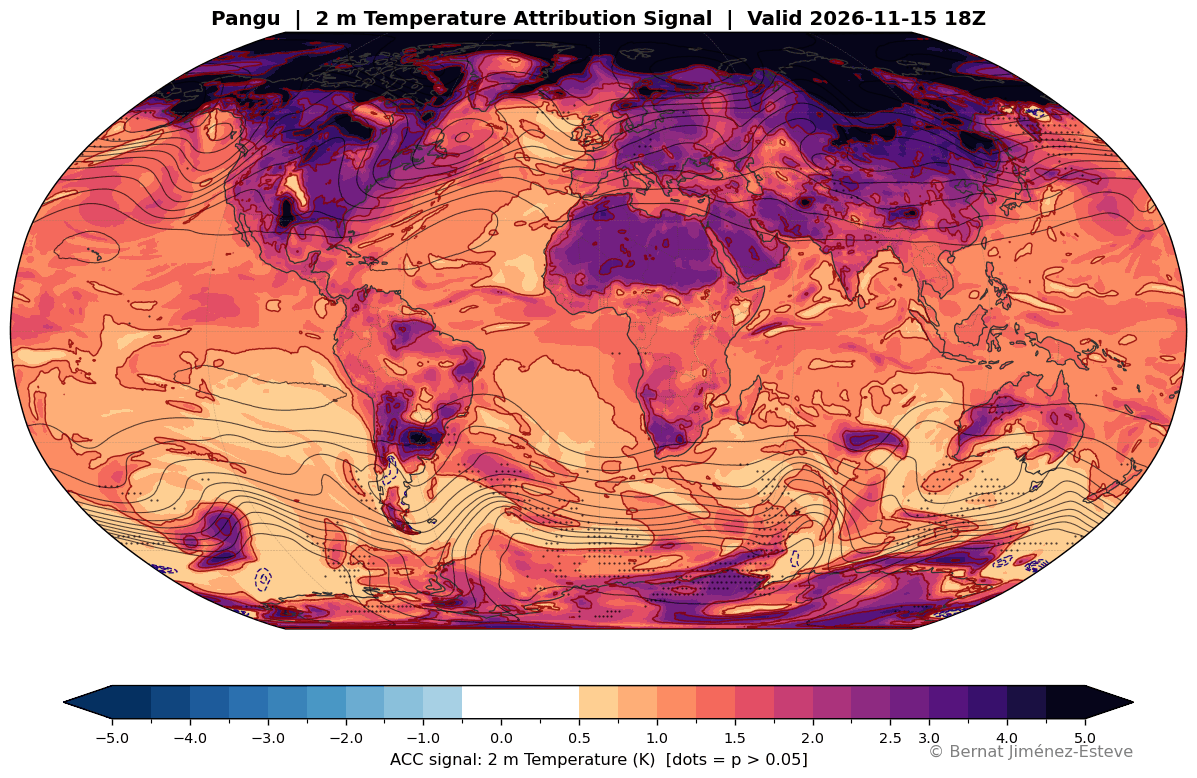 Pangu | 2 m Temperature Attribution Signal | Valid 2026-11-15 18Z
−5.0 −4.0 −3.0 −2.0 −1.0 0.0 0.5 1.0 1.5 2.0 2.5 3.0 4.0 5.0
© Bernat Jiménez-Esteve
ACC signal: 2 m Temperature (K) [dots = p > 0.05]